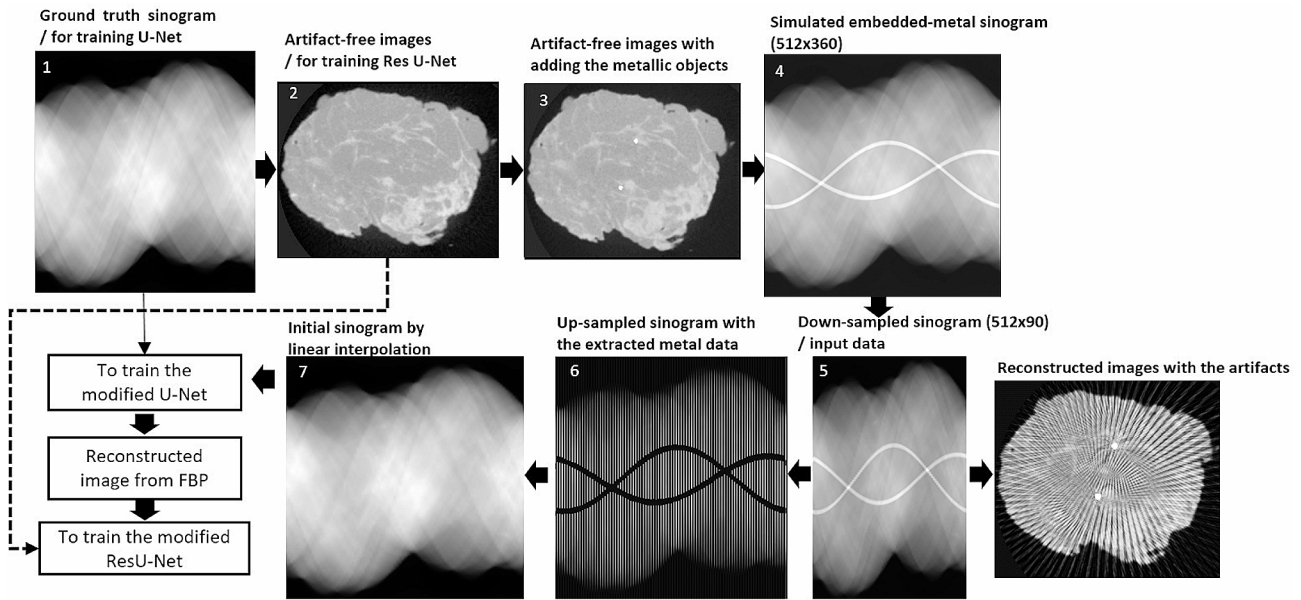 Ground truth sinogram
/ for training U-Net
1
Artifact-free images
/ for training Res U-Net
2
Artifact-free images with
adding the metallic objects
3
Simulated embedded-metal sinogram
(512x360)
4
Down-sampled sinogram (512x90)
/ input data
5
Reconstructed images with the artifacts
Up-sampled sinogram with
the extracted metal data
6
Initial sinogram by
linear interpolation
7
To train the
modified U-Net
Reconstructed
image from FBP
To train the modified
ResU-Net